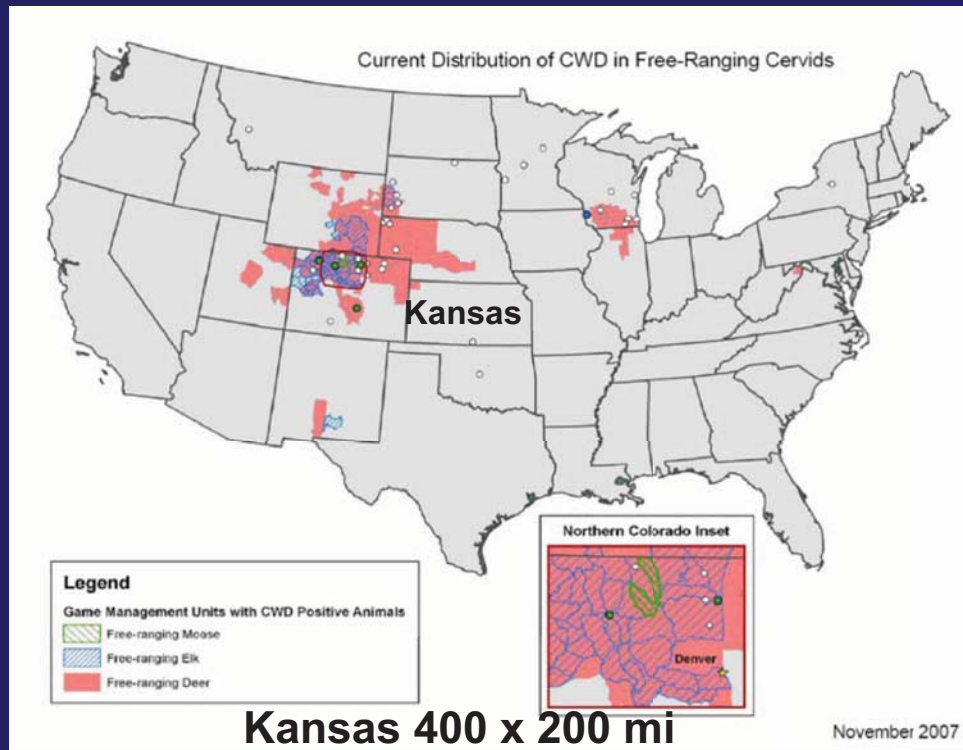 Current Distribution of CWD in Free-Ranging Cervids
Kansas
Northern Colorado Inset
Denver
Legend
Game Management Units with CWD Positive Animals
Free-ranging Moose
Free-ranging Elk
Free-ranging Deer
Kansas 400 x 200 mi
November 2007